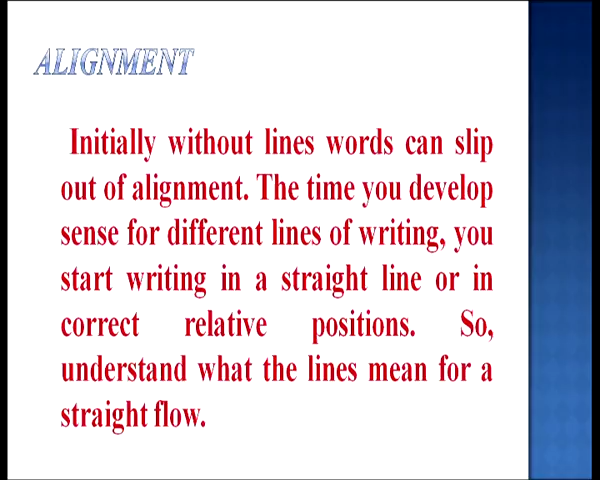 ALIGNMENT
Initially without lines words can slip
out of alignment. The time you develop
sense for different lines of writing, you
start writing in a straight line or in
correct relative positions. So,
understand what the lines mean for a
straight flow.